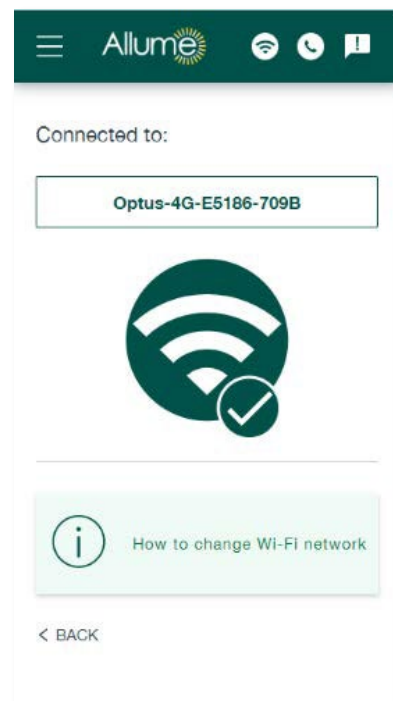 Allume
Connected to:
Optus-4G-E5186-709B
How to change Wi-Fi network
< BACK